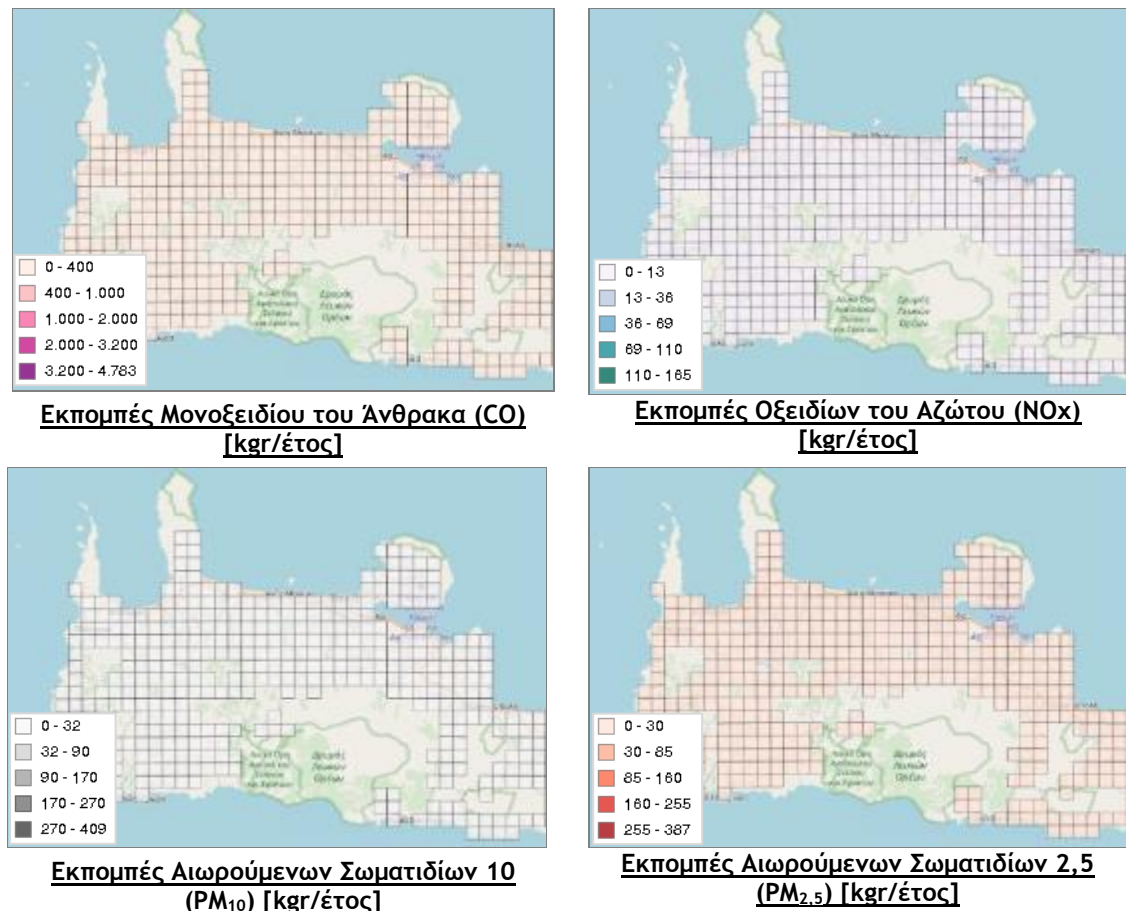 0 - 400
400 - 1.000
1.000 - 2.000
2.000 - 3.200
3.200 - 4.783
Εκπομπές Μονοξειδίου του Άνθρακα (CO)
[kgr/έτος]
0 - 13
13 - 36
36 - 69
69 - 110
110 - 165
Εκπομπές Οξειδίων του Αζώτου (NOx)
[kgr/έτος]
0 - 32
32 - 90
90 - 170
170 - 270
270 - 409
Εκπομπές Αιωρούμενων Σωματιδίων 10
(PM₁₀) [kgr/έτος]
0 - 30
30 - 85
85 - 160
160 - 255
255 - 387
Εκπομπές Αιωρούμενων Σωματιδίων 2,5
(PM₂,₅) [kgr/έτος]